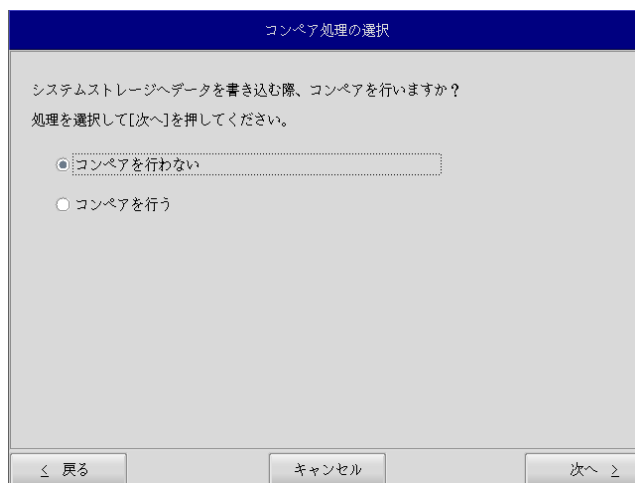 コンペア処理の選択
システムストレージへデータを書き込む際、コンペアを行いますか？
処理を選択して[次へ]を押してください。
コンペアを行わない
コンペアを行う
< 戻る
キャンセル
次へ >